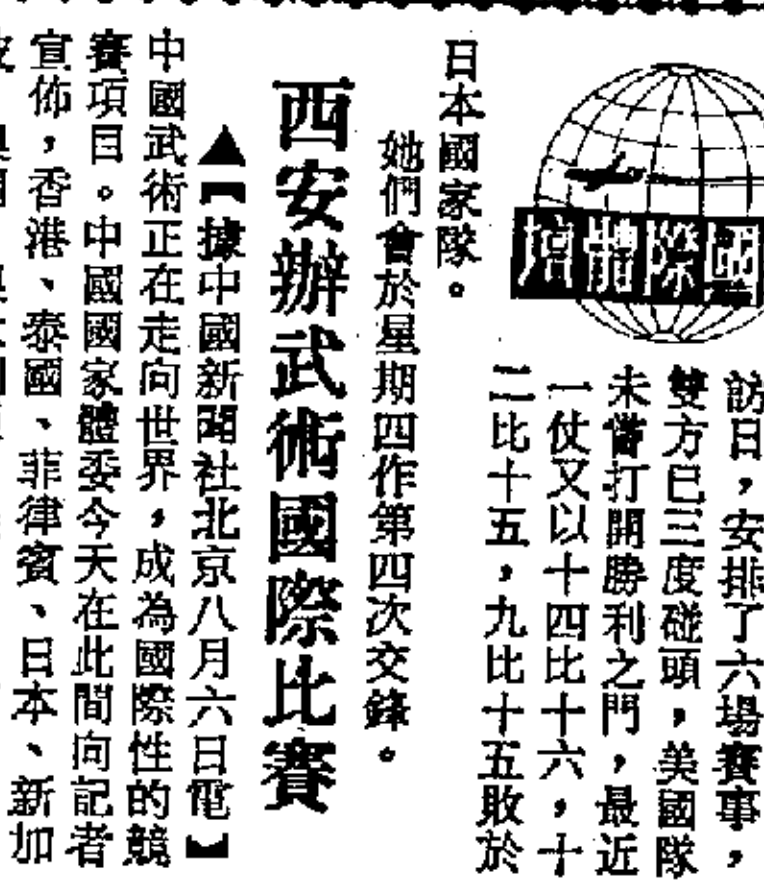 國際體壇
訪日，安排了六場賽事，
雙方已三度碰頭，美國隊
未嘗打開勝利之門，最近
一仗又以十四比十六，十
二比十五，九比十五敗於
日本國家隊。
她們會於星期四作第四次交鋒。
西安辦武術國際比賽
▲【據中國新聞社北京八月六日電】
中國武術正在走向世界，成為國際性的競
賽項目。中國國家體委今天在此間向記者
宣佈，香港、泰國、菲律賓、日本、新加